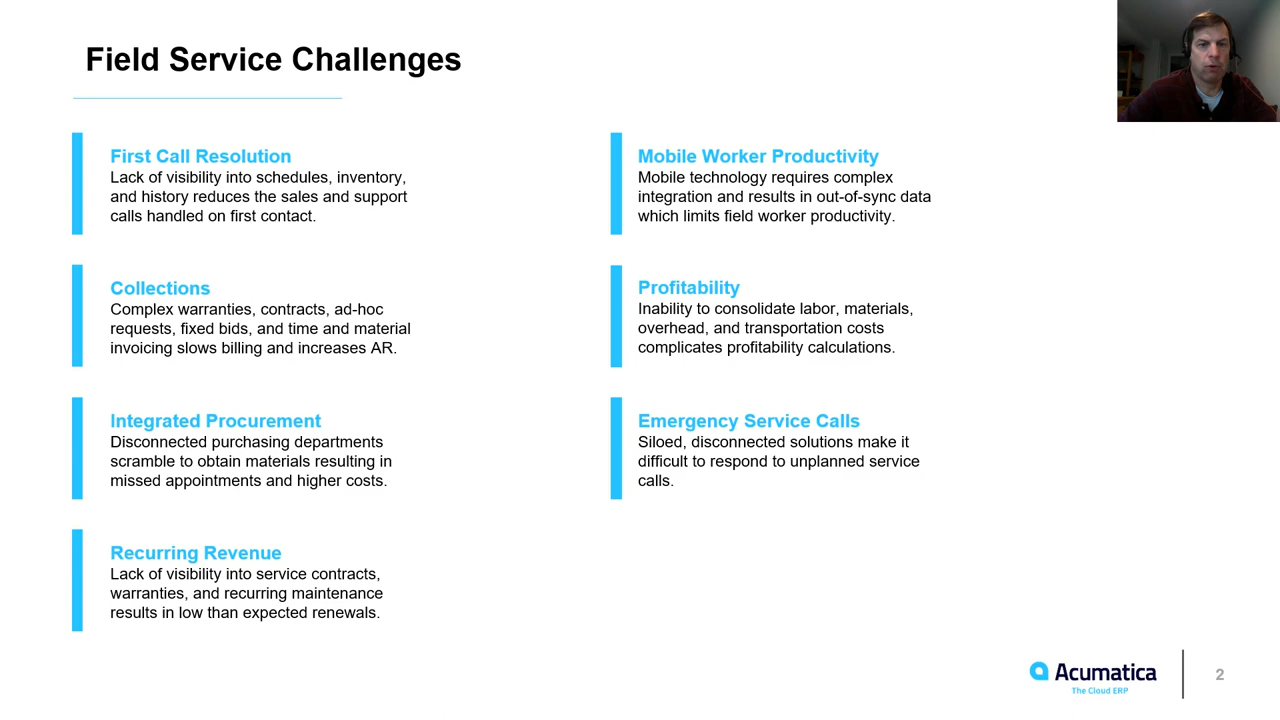 Field Service Challenges
First Call Resolution
Lack of visibility into schedules, inventory,
and history reduces the sales and support
calls handled on first contact.
Collections
Complex warranties, contracts, ad-hoc
requests, fixed bids, and time and material
invoicing slows billing and increases AR.
Integrated Procurement
Disconnected purchasing departments
scramble to obtain materials resulting in
missed appointments and higher costs.
Recurring Revenue
Lack of visibility into service contracts,
warranties, and recurring maintenance
results in low than expected renewals.
Mobile Worker Productivity
Mobile technology requires complex
integration and results in out-of-sync data
which limits field worker productivity.
Profitability
Inability to consolidate labor, materials,
overhead, and transportation costs
complicates profitability calculations.
Emergency Service Calls
Siloed, disconnected solutions make it
difficult to respond to unplanned service
calls.
Acumatica
The Cloud ERP
2